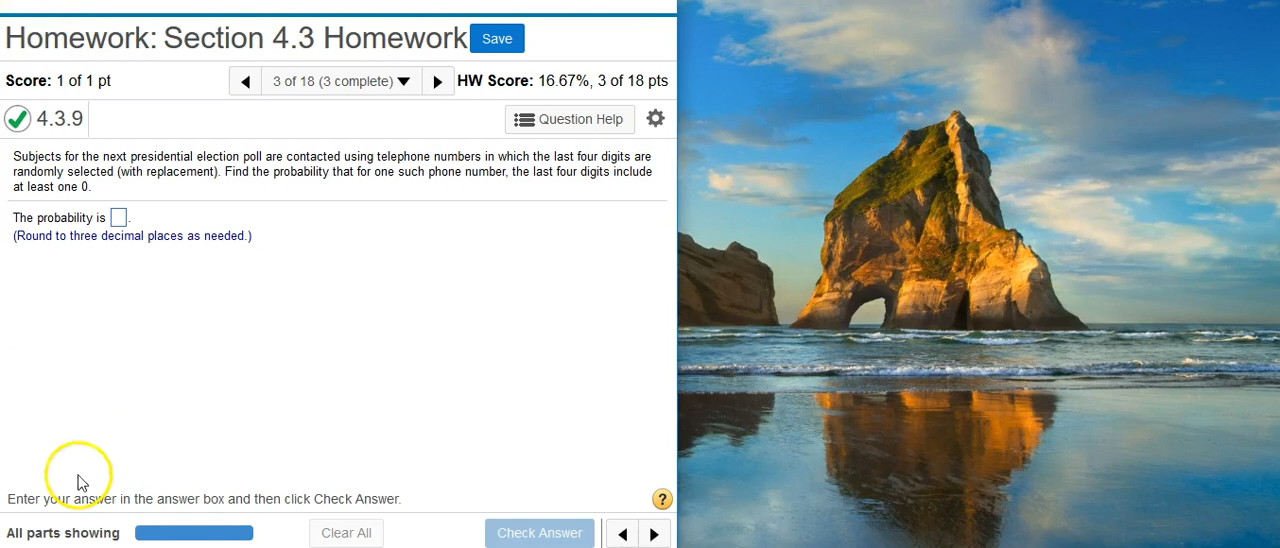 Homework: Section 4.3 Homework Save
Score: 1 of 1 pt 3 of 18 (3 complete) HW Score: 16.67%, 3 of 18 pts
4.3.9 Question Help
Subjects for the next presidential election poll are contacted using telephone numbers in which the last four digits are
randomly selected (with replacement). Find the probability that for one such phone number, the last four digits include
at least one 0.
The probability is .
(Round to three decimal places as needed.)
Enter your answer in the answer box and then click Check Answer.
?
All parts showing Clear All Check Answer